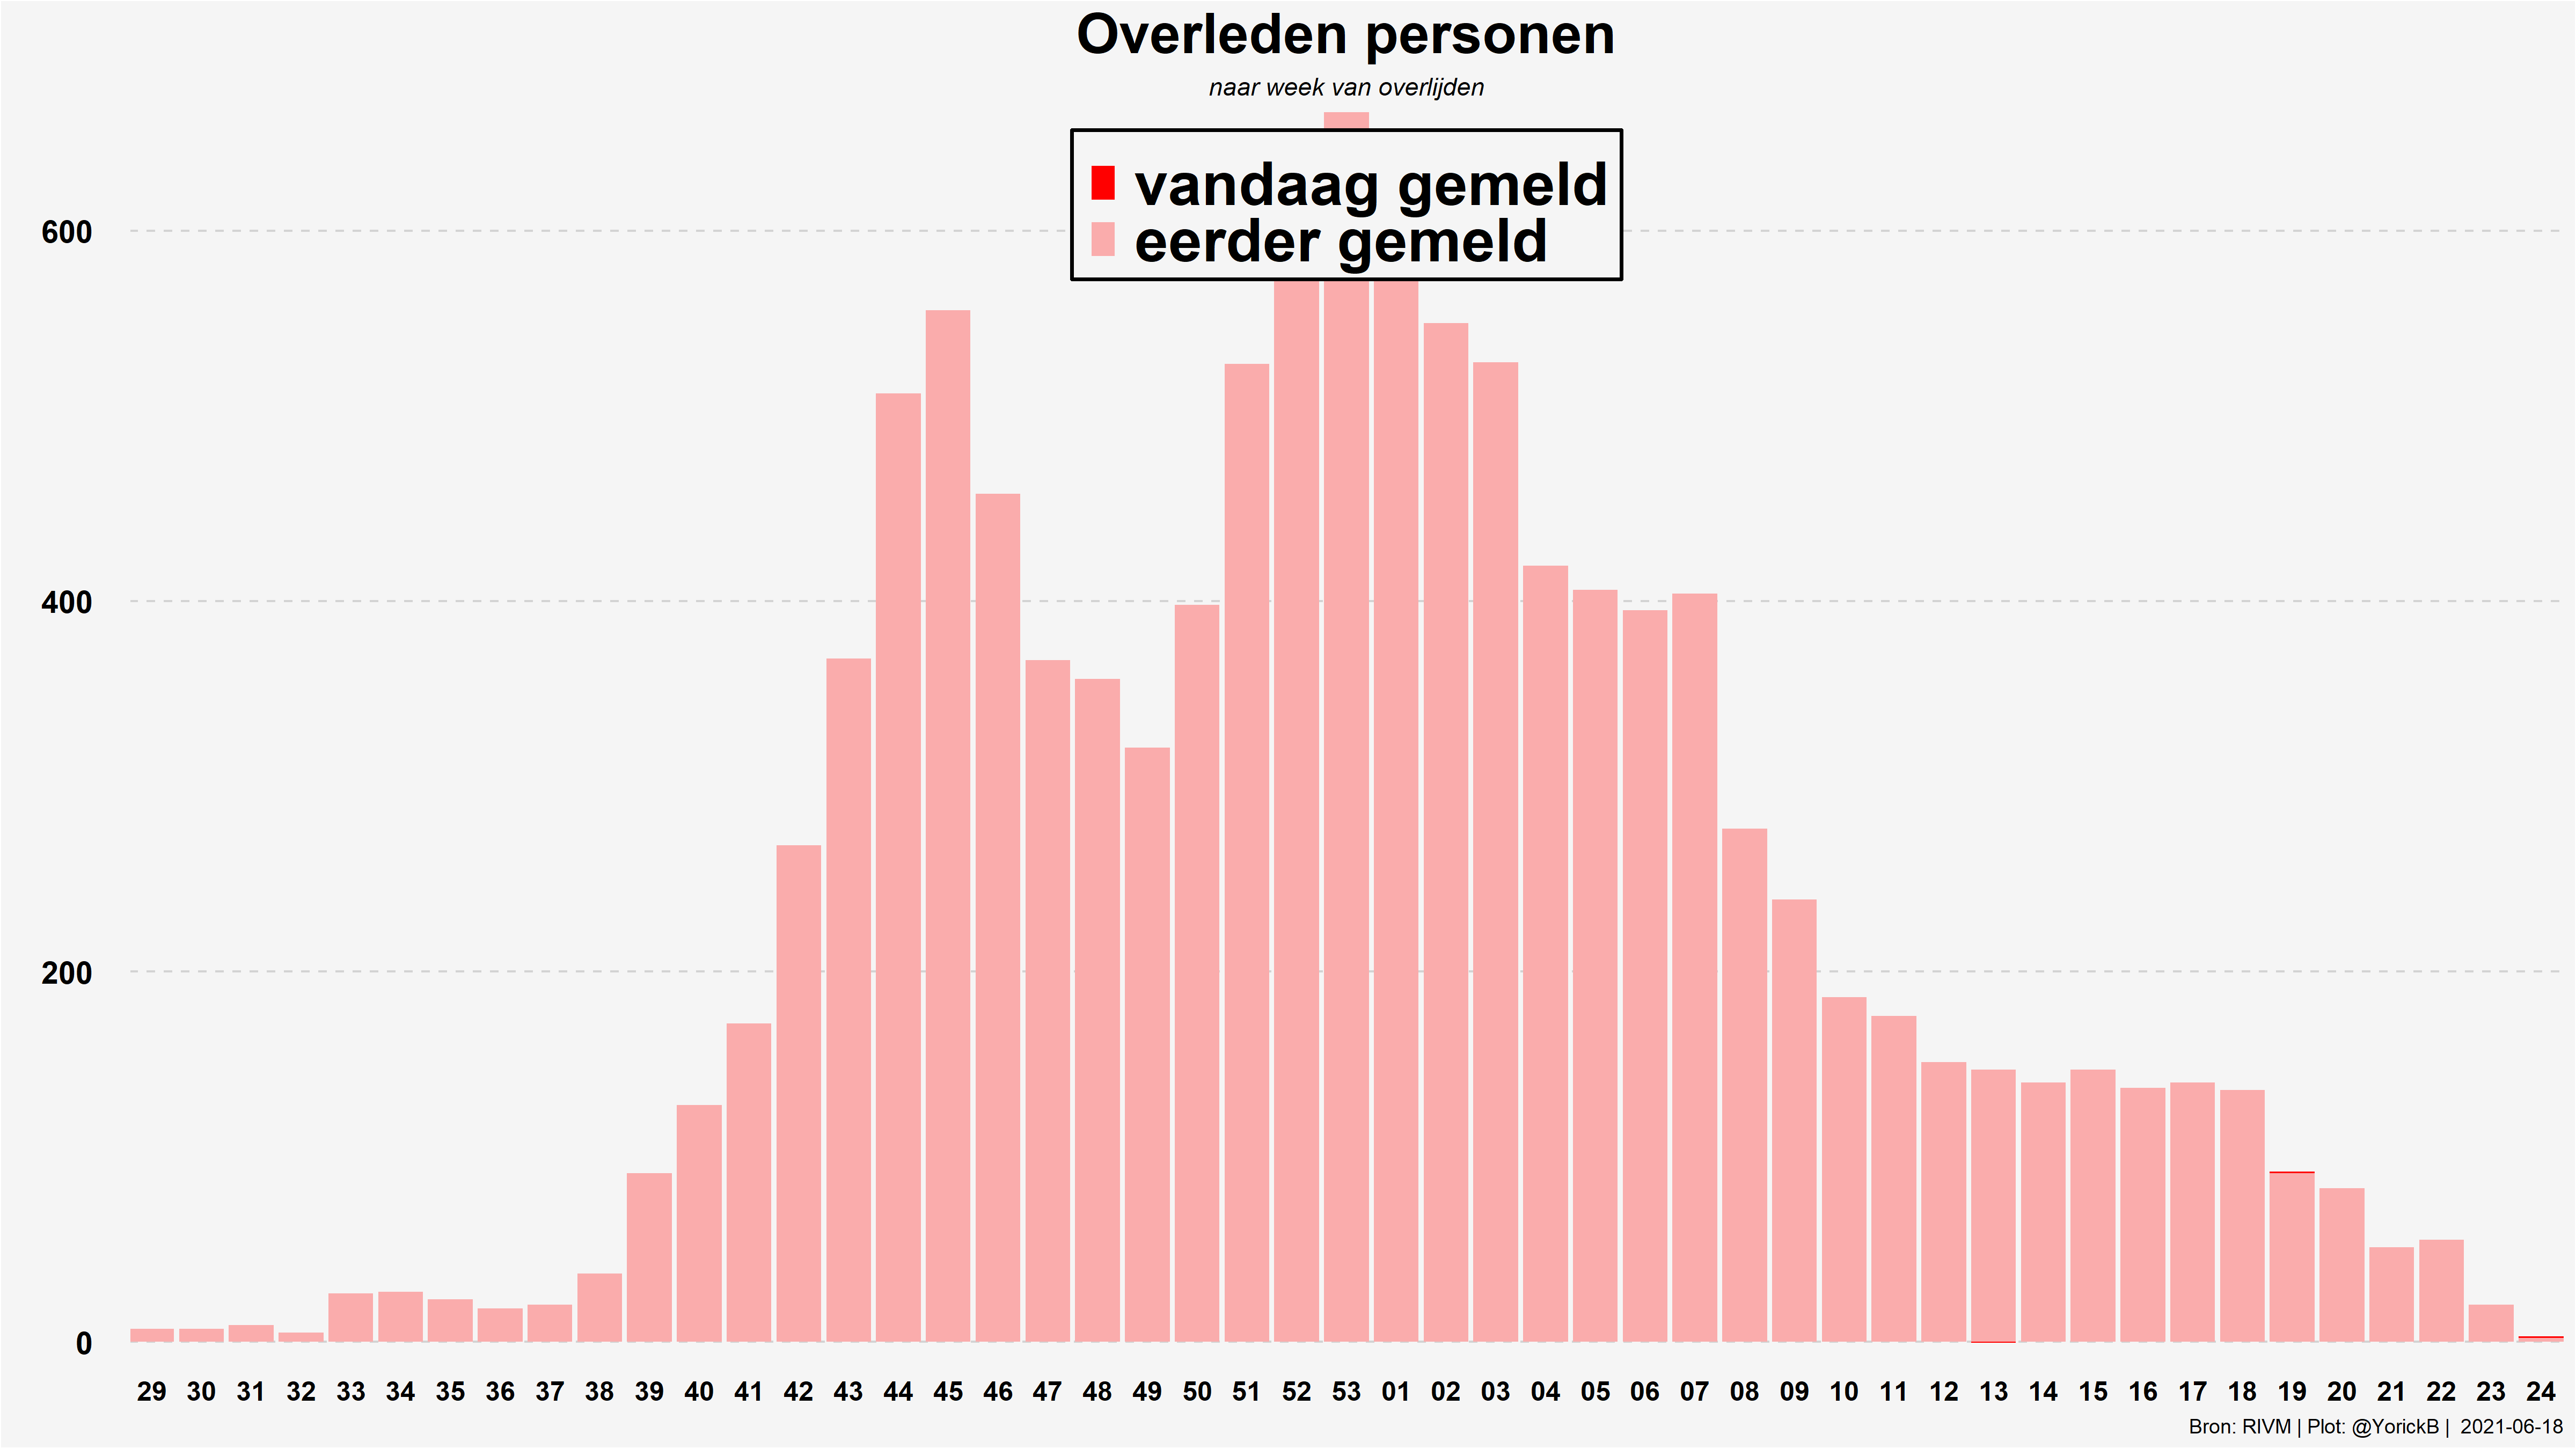 Overleden personen
naar week van overlijden
vandaag gemeld
eerder gemeld
600
400
200
0
29 30 31 32 33 34 35 36 37 38 39 40 41 42 43 44 45 46 47 48 49 50 51 52 53 01 02 03 04 05 06 07 08 09 10 11 12 13 14 15 16 17 18 19 20 21 22 23 24
Bron: RIVM | Plot: @YorickB | 2021-06-18